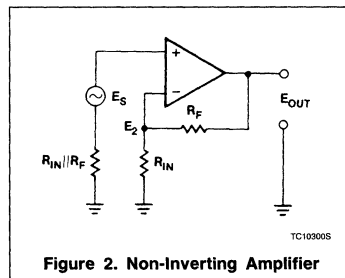 +
−
E_S
R_F
E_OUT
E_2
R_IN//R_F
R_IN
TC10300S
Figure 2. Non-Inverting Amplifier